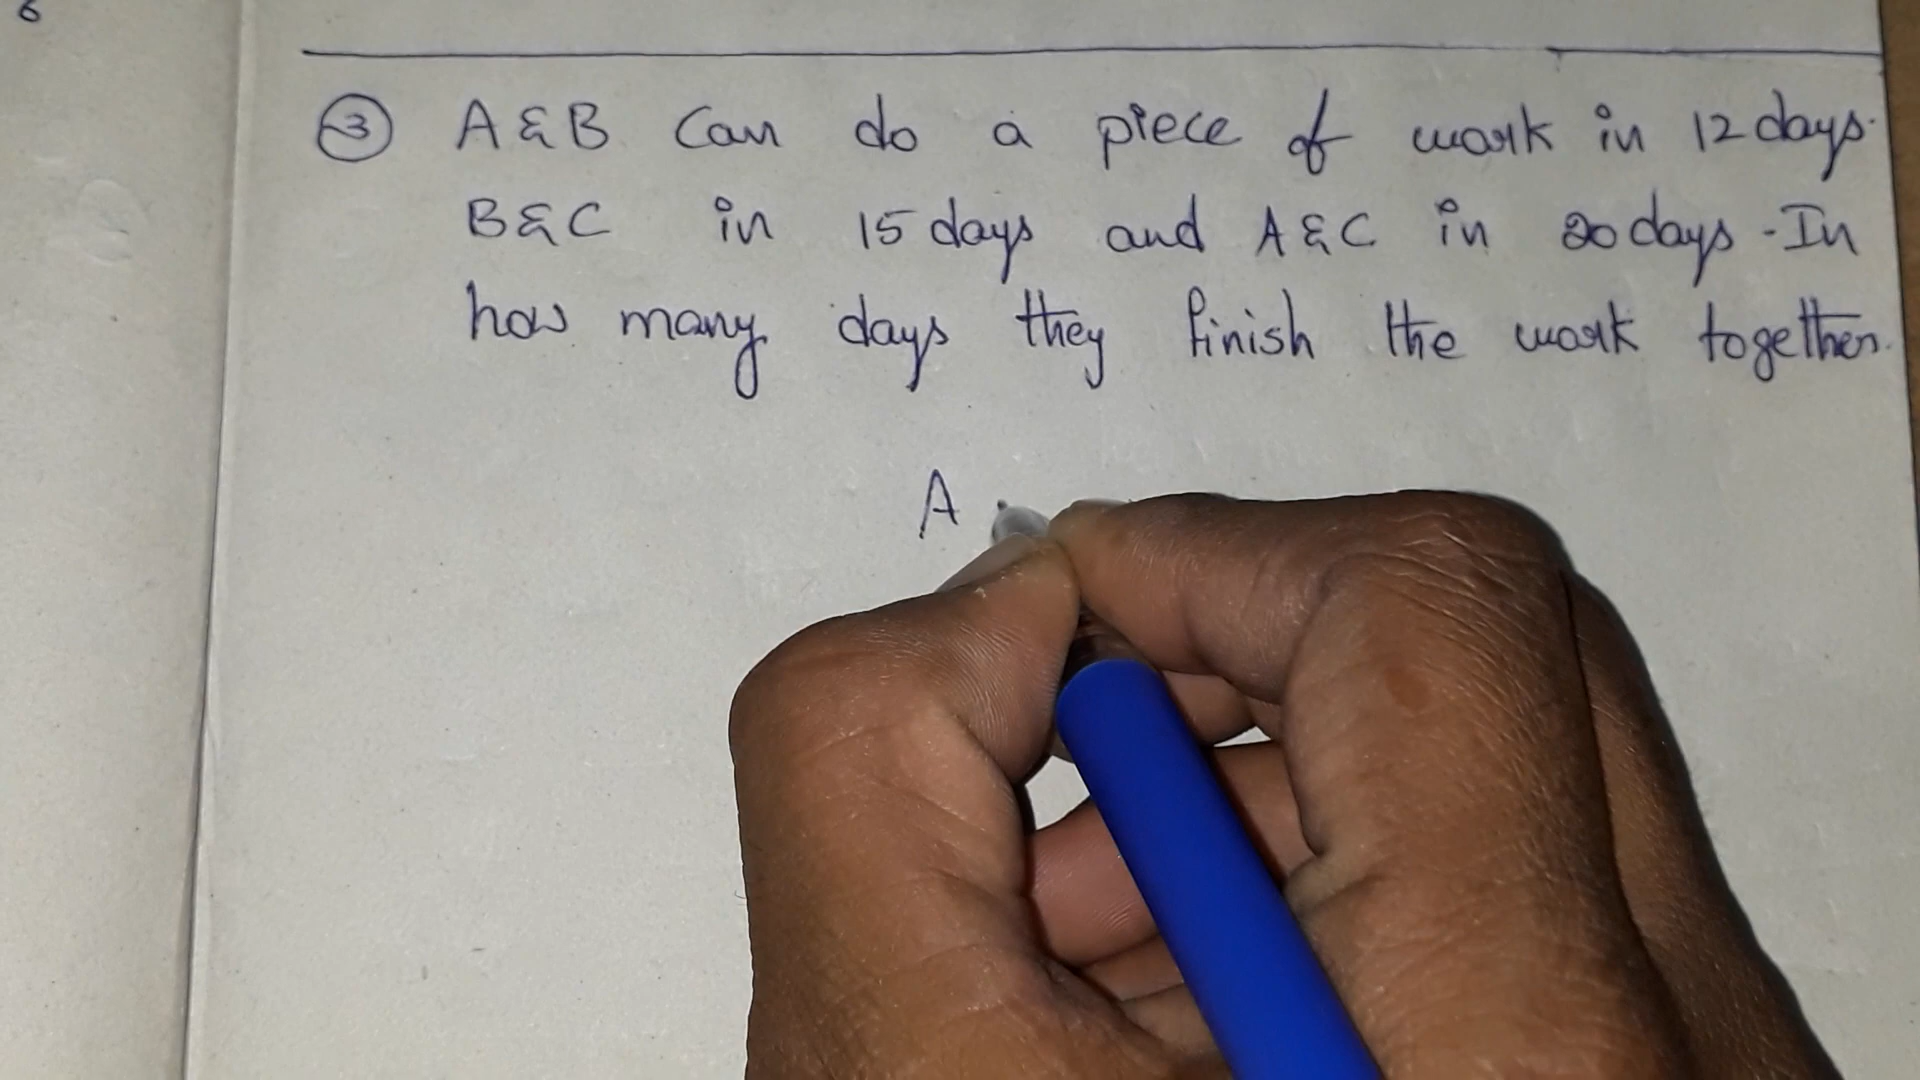 6
③ A & B Can do a piece of work in 12 days.
B & C in 15 days and A & C in 20 days. In
how many days they finish the work together.
A